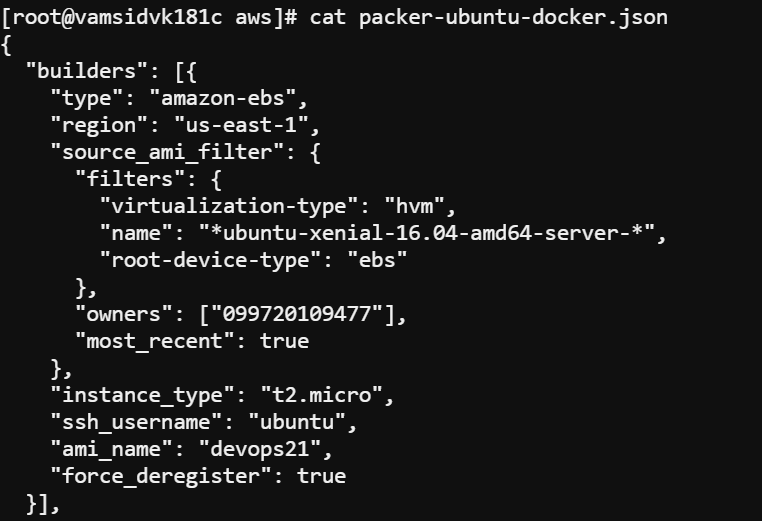 [root@vamsidvk181c aws]# cat packer-ubuntu-docker.json
{
  "builders": [{
    "type": "amazon-ebs",
    "region": "us-east-1",
    "source_ami_filter": {
      "filters": {
        "virtualization-type": "hvm",
        "name": "*ubuntu-xenial-16.04-amd64-server-*",
        "root-device-type": "ebs"
      },
      "owners": ["099720109477"],
      "most_recent": true
    },
    "instance_type": "t2.micro",
    "ssh_username": "ubuntu",
    "ami_name": "devops21",
    "force_deregister": true
  }],